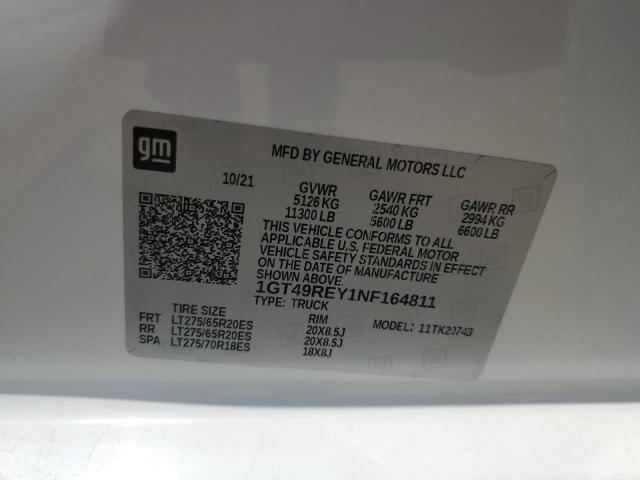 gm
MFD BY GENERAL MOTORS LLC
10/21
GVWR GAWR FRT GAWR RR
5126 KG 2540 KG 2994 KG
11300 LB 5600 LB 6600 LB
THIS VEHICLE CONFORMS TO ALL
APPLICABLE U.S. FEDERAL MOTOR
VEHICLE SAFETY STANDARDS IN EFFECT
ON THE DATE OF MANUFACTURE
SHOWN ABOVE.
1GT49REY1NF164811
TYPE: TRUCK
TIRE SIZE RIM MODEL: 11TK20743
FRT LT275/65R20ES 20X8.5J
RR LT275/65R20ES 20X8.5J
SPA LT275/70R18ES 18X8J